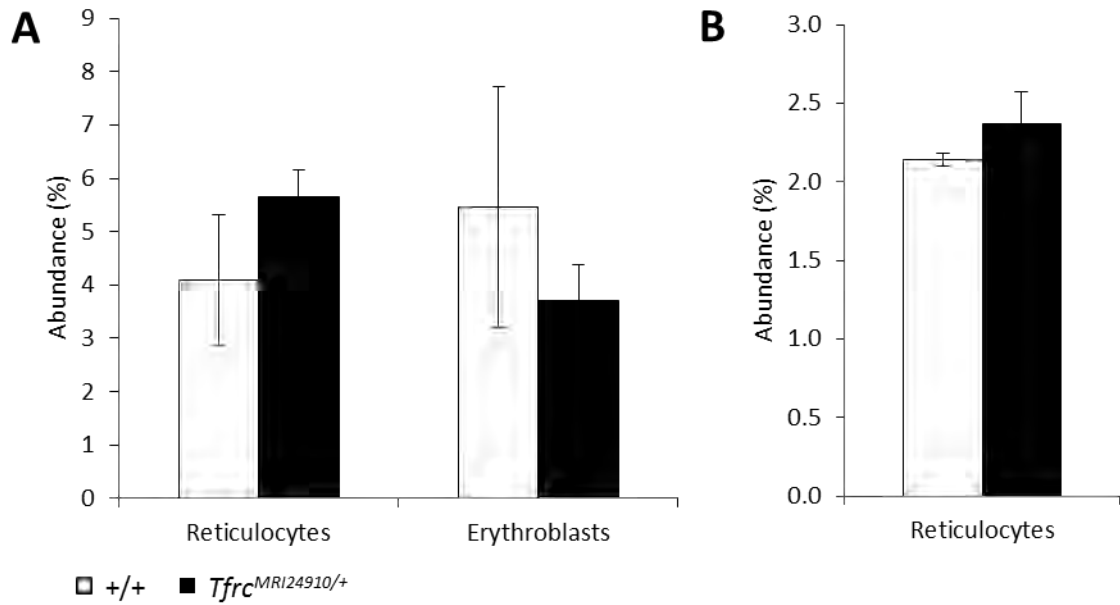 A
9
8
7
6
5
4
3
2
1
0
Abundance (%)
Reticulocytes Erythroblasts
B
3.0
2.5
2.0
1.5
1.0
0.5
0.0
Abundance (%)
Reticulocytes
+/+ Tfrc^MRI24910/+